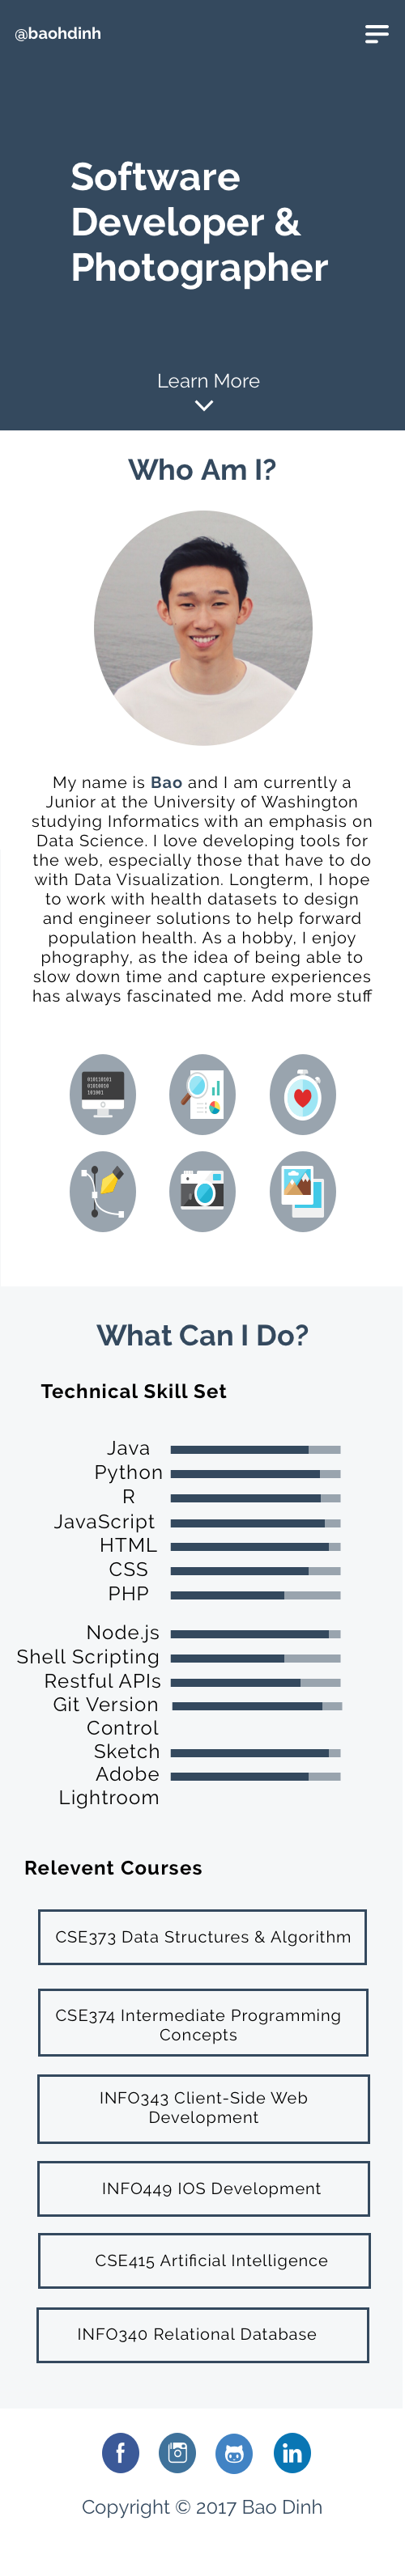 @baohdinh
Software
Developer &
Photographer
Learn More
Who Am I?
My name is Bao and I am currently a
Junior at the University of Washington
studying Informatics with an emphasis on
Data Science. I love developing tools for
the web, especially those that have to do
with Data Visualization. Longterm, I hope
to work with health datasets to design
and engineer solutions to help forward
population health. As a hobby, I enjoy
phography, as the idea of being able to
slow down time and capture experiences
has always fascinated me. Add more stuff
What Can I Do?
Technical Skill Set
Java
Python
R
JavaScript
HTML
CSS
PHP
Node.js
Shell Scripting
Restful APIs
Git Version
Control
Sketch
Adobe
Lightroom
Relevent Courses
CSE373 Data Structures & Algorithm
CSE374 Intermediate Programming
Concepts
INFO343 Client-Side Web
Development
INFO449 IOS Development
CSE415 Artificial Intelligence
INFO340 Relational Database
Copyright © 2017 Bao Dinh